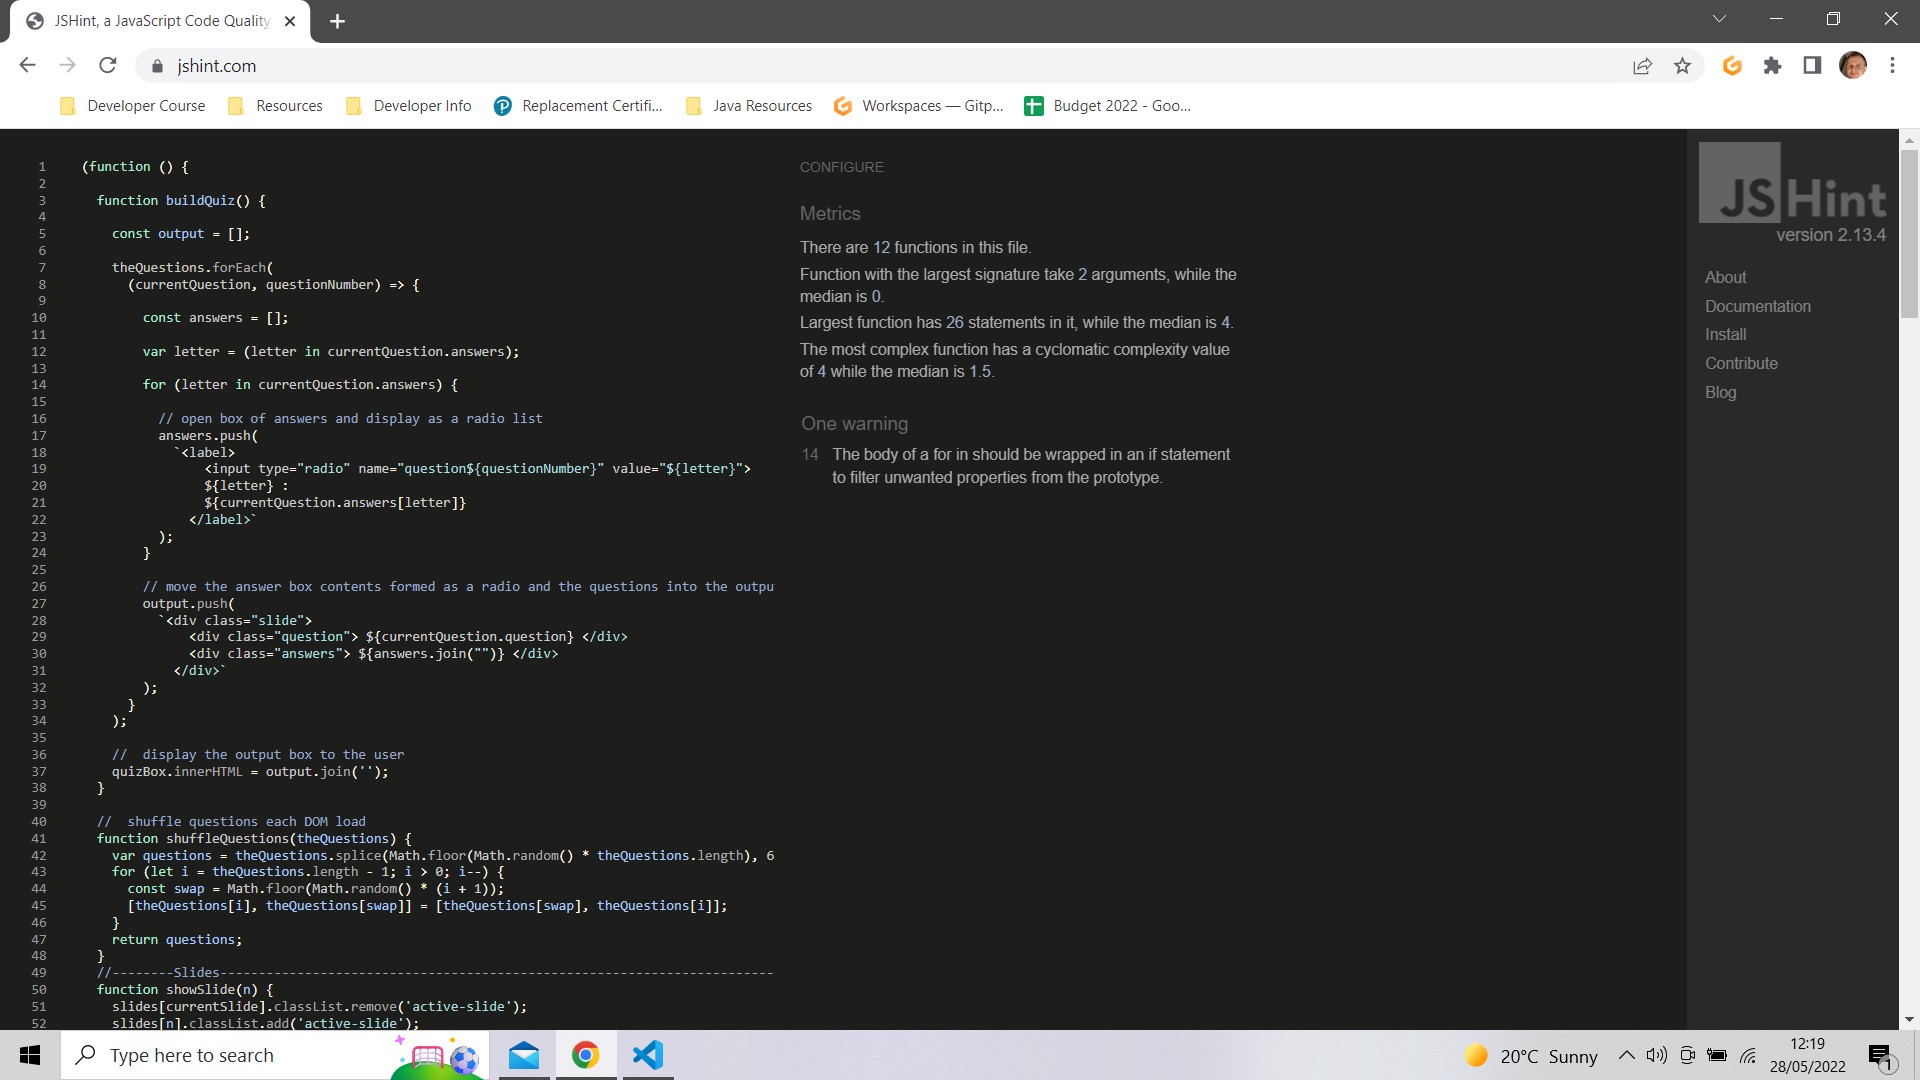 JSHint, a JavaScript Code Quality
jshint.com
Developer Course
Resources
Developer Info
Replacement Certifi...
Java Resources
Workspaces — Gitp...
Budget 2022 - Goo...
1 (function () {
2
3 function buildQuiz() {
4
5 const output = [];
6
7 theQuestions.forEach(
8 (currentQuestion, questionNumber) => {
9
10 const answers = [];
11
12 var letter = (letter in currentQuestion.answers);
13
14 for (letter in currentQuestion.answers) {
15
16 // open box of answers and display as a radio list
17 answers.push(
18 `<label>
19 <input type="radio" name="question${questionNumber}" value="${letter}">
20 ${letter} :
21 ${currentQuestion.answers[letter]}
22 </label>`
23 );
24 }
25
26 // move the answer box contents formed as a radio and the questions into the outpu
27 output.push(
28 `<div class="slide">
29 <div class="question"> ${currentQuestion.question} </div>
30 <div class="answers"> ${answers.join("")} </div>
31 </div>`
32 );
33 }
34 );
35
36 //  display the output box to the user
37 quizBox.innerHTML = output.join('');
38 }
39
40 //  shuffle questions each DOM load
41 function shuffleQuestions(theQuestions) {
42 var questions = theQuestions.splice(Math.floor(Math.random() * theQuestions.length), 6
43 for (let i = theQuestions.length - 1; i > 0; i--) {
44 const swap = Math.floor(Math.random() * (i + 1));
45 [theQuestions[i], theQuestions[swap]] = [theQuestions[swap], theQuestions[i]];
46 }
47 return questions;
48 }
49 //--------Slides------------------------------------------------------------------------
50 function showSlide(n) {
51 slides[currentSlide].classList.remove('active-slide');
52 slides[n].classList.add('active-slide');
CONFIGURE
Metrics
There are 12 functions in this file.
Function with the largest signature take 2 arguments, while the
median is 0.
Largest function has 26 statements in it, while the median is 4.
The most complex function has a cyclomatic complexity value
of 4 while the median is 1.5.
One warning
14 The body of a for in should be wrapped in an if statement
to filter unwanted properties from the prototype.
JSHint
version 2.13.4
About
Documentation
Install
Contribute
Blog
Type here to search
20°C Sunny
12:19
28/05/2022
1